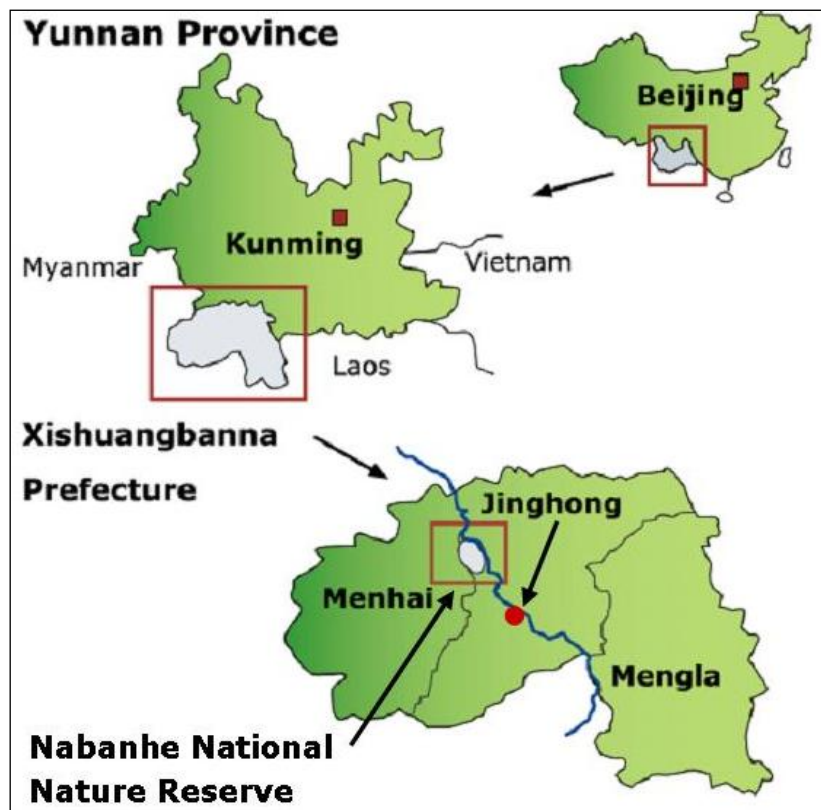 Yunnan Province
Beijing
Kunming
Myanmar
Vietnam
Laos
Xishuangbanna
Prefecture
Jinghong
Menhai
Mengla
Nabanhe National
Nature Reserve